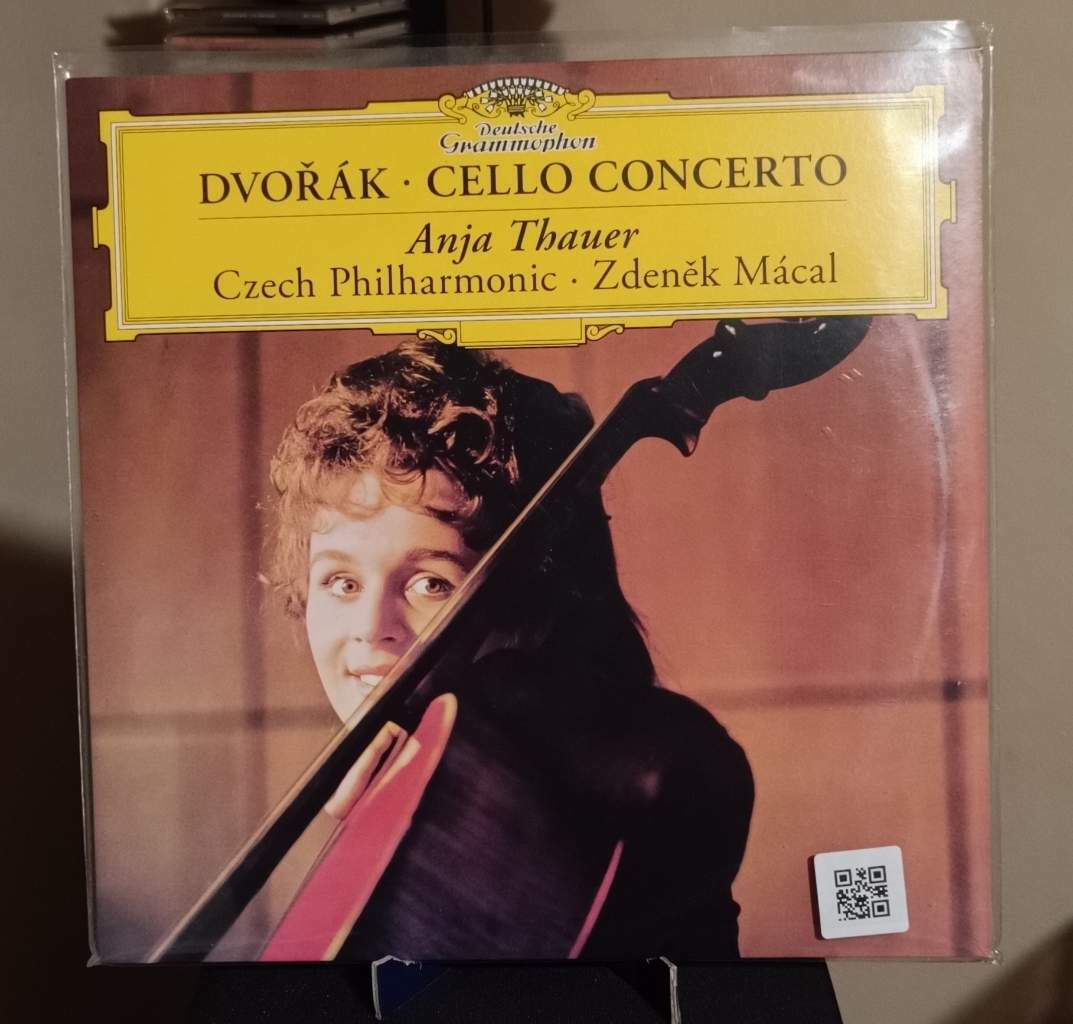 Deutsche
Grammophon
DVOŘÁK · CELLO CONCERTO
Anja Thauer
Czech Philharmonic · Zdeněk Mácal